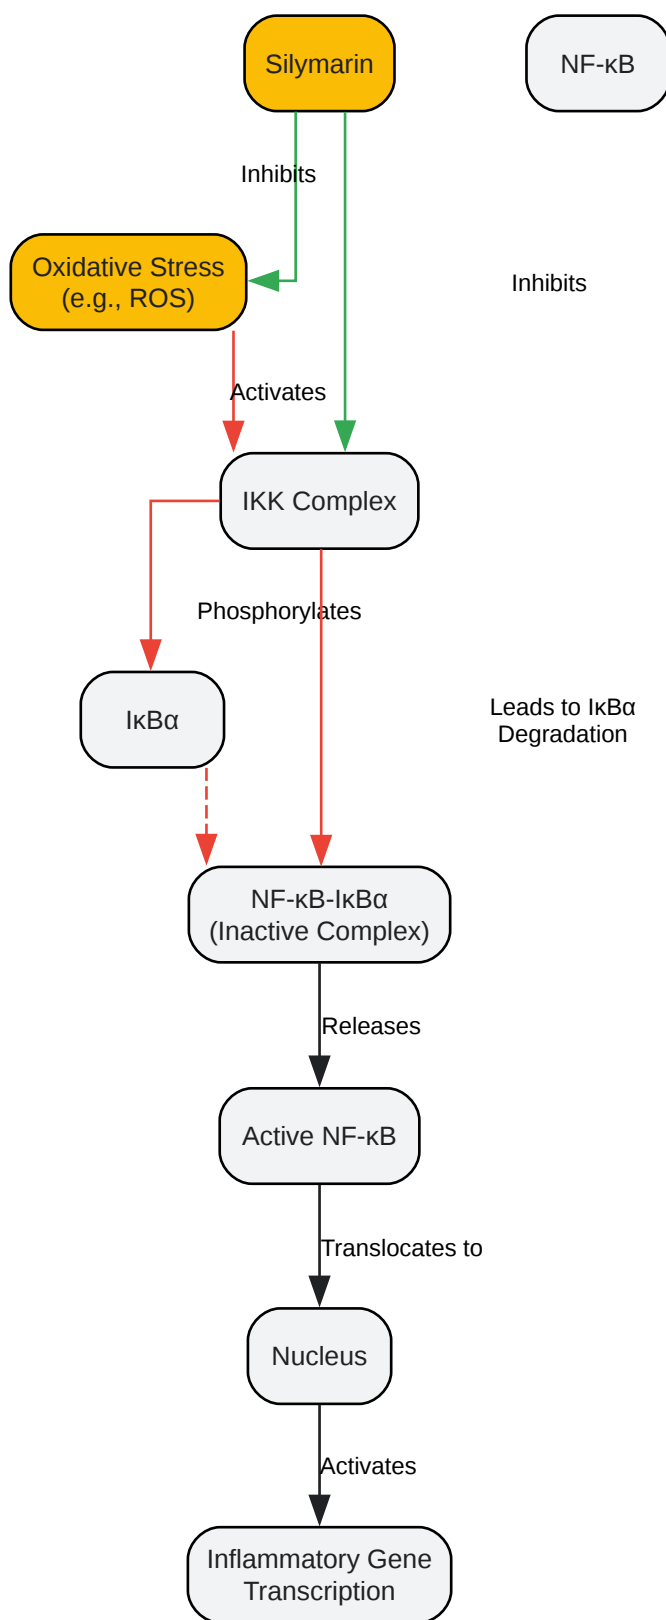 Silymarin
NF-κB
Inhibits
Oxidative Stress
(e.g., ROS)
Inhibits
Activates
IKK Complex
Phosphorylates
IκBα
Leads to IκBα
Degradation
NF-κB-IκBα
(Inactive Complex)
Releases
Active NF-κB
Translocates to
Nucleus
Activates
Inflammatory Gene
Transcription